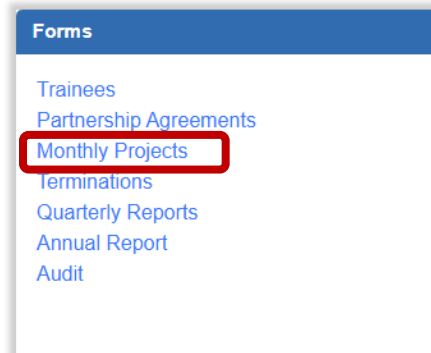 Forms
Trainees
Partnership Agreements
Monthly Projects
Terminations
Quarterly Reports
Annual Report
Audit